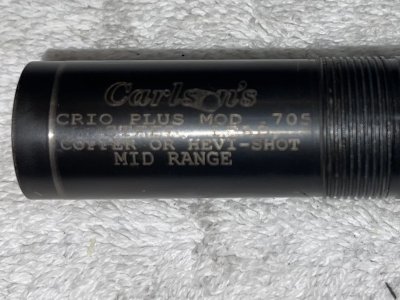 Carlson's
CRIO PLUS MOD .705
COPPER OR HEVI-SHOT
MID RANGE